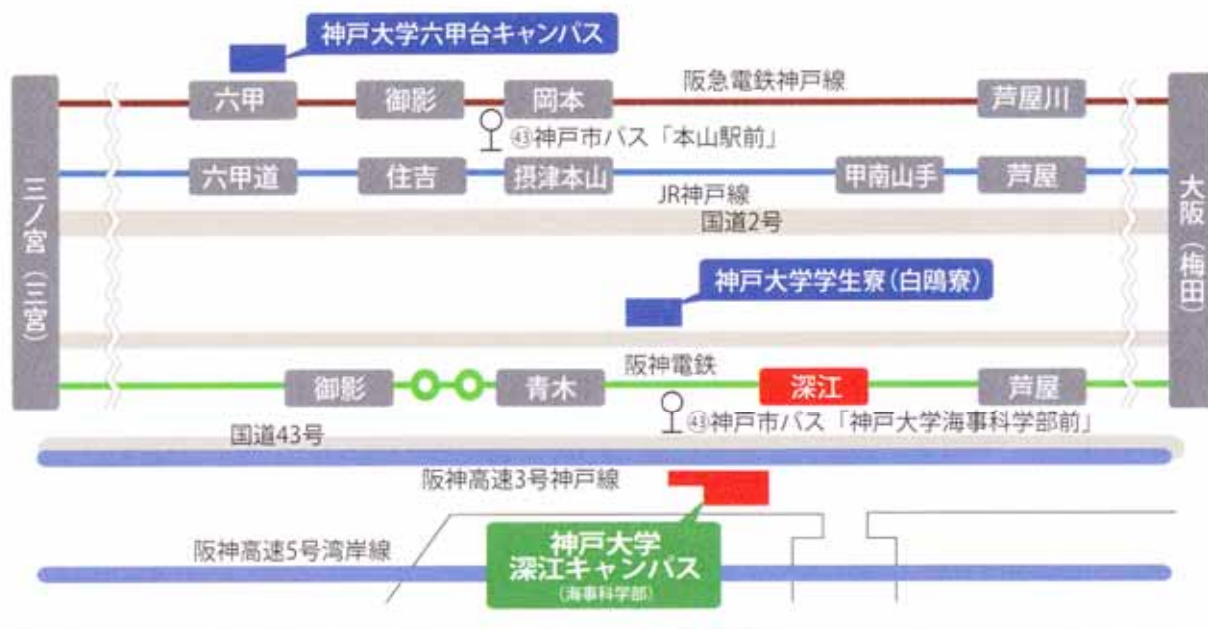 神戸大学六甲台キャンパス
阪急電鉄神戸線
六甲
御影
岡本
芦屋川
㊸神戸市バス「本山駅前」
六甲道
住吉
摂津本山
甲南山手
芦屋
JR神戸線
国道2号
三ノ宮（三宮）
大阪（梅田）
神戸大学学生寮（白鴎寮）
阪神電鉄
御影
青木
深江
芦屋
㊸神戸市バス「神戸大学海事科学部前」
国道43号
阪神高速3号神戸線
神戸大学
深江キャンパス
（海事科学部）
阪神高速5号湾岸線